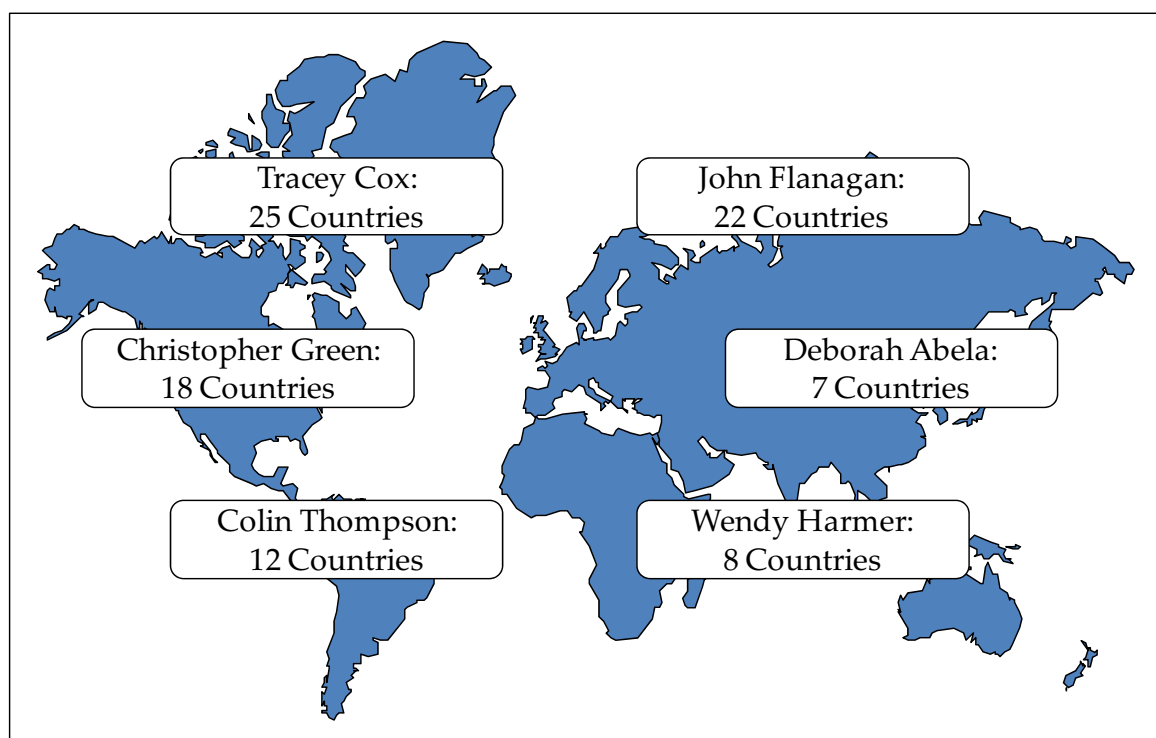 Tracey Cox:
25 Countries
John Flanagan:
22 Countries
Christopher Green:
18 Countries
Deborah Abela:
7 Countries
Colin Thompson:
12 Countries
Wendy Harmer:
8 Countries